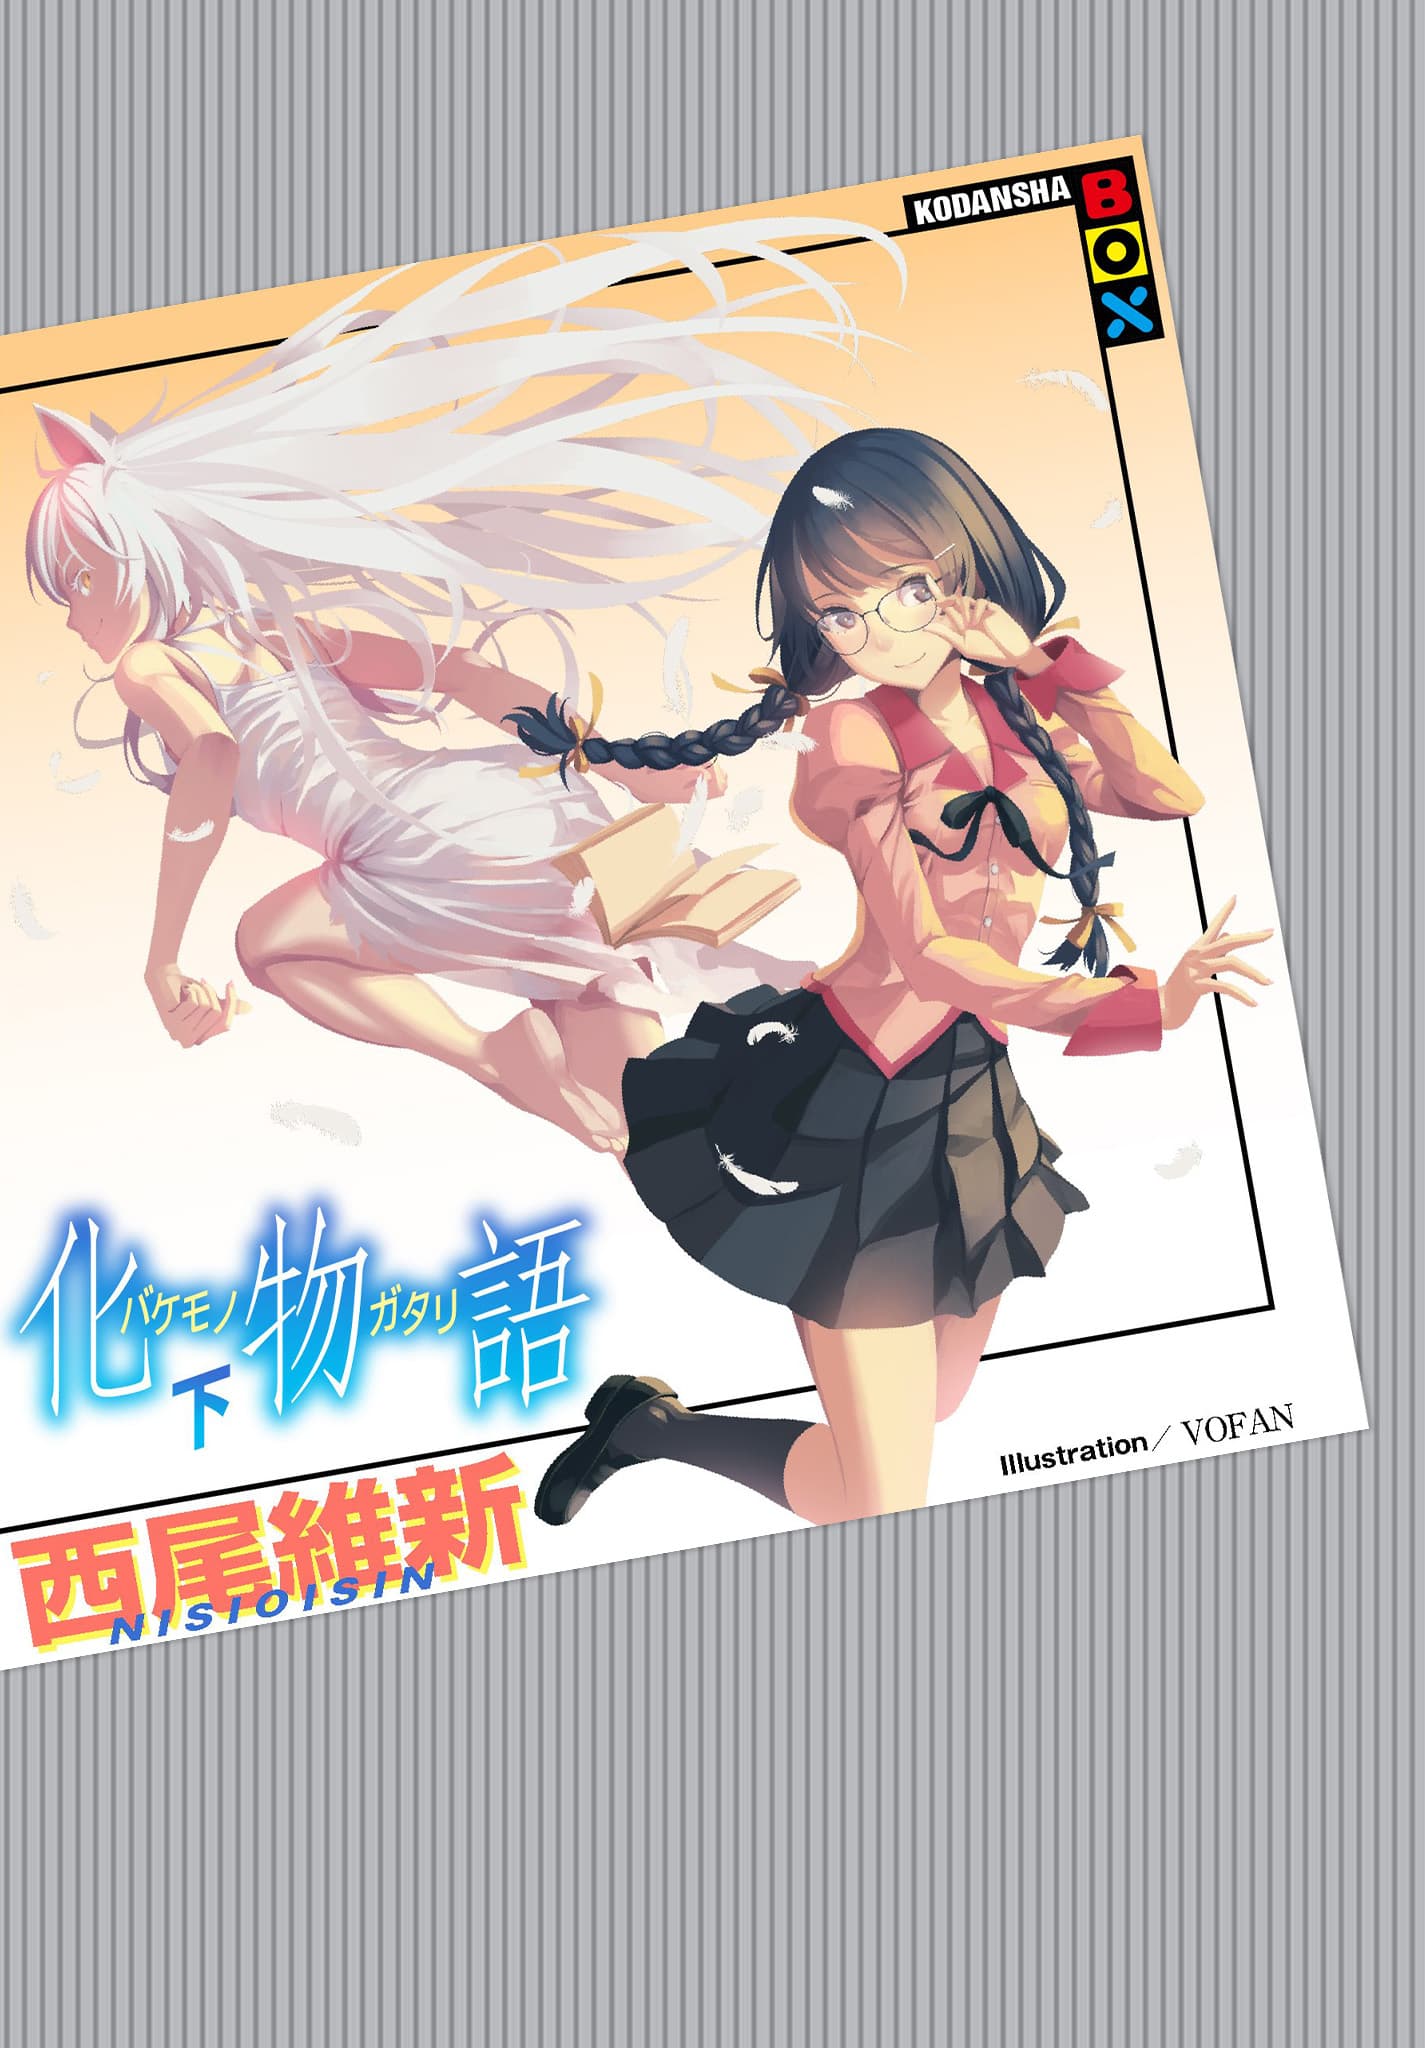 KODANSHA
BOX
化物語
バケモノガタリ
下
西尾維新
NISIOISIN
Illustration／VOFAN